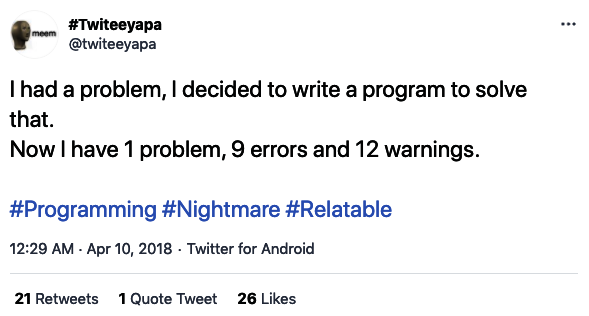 meem
#Twiteeyapa
@twiteeyapa
I had a problem, I decided to write a program to solve
that.
Now I have 1 problem, 9 errors and 12 warnings.
#Programming #Nightmare #Relatable
12:29 AM · Apr 10, 2018 · Twitter for Android
21 Retweets 1 Quote Tweet 26 Likes